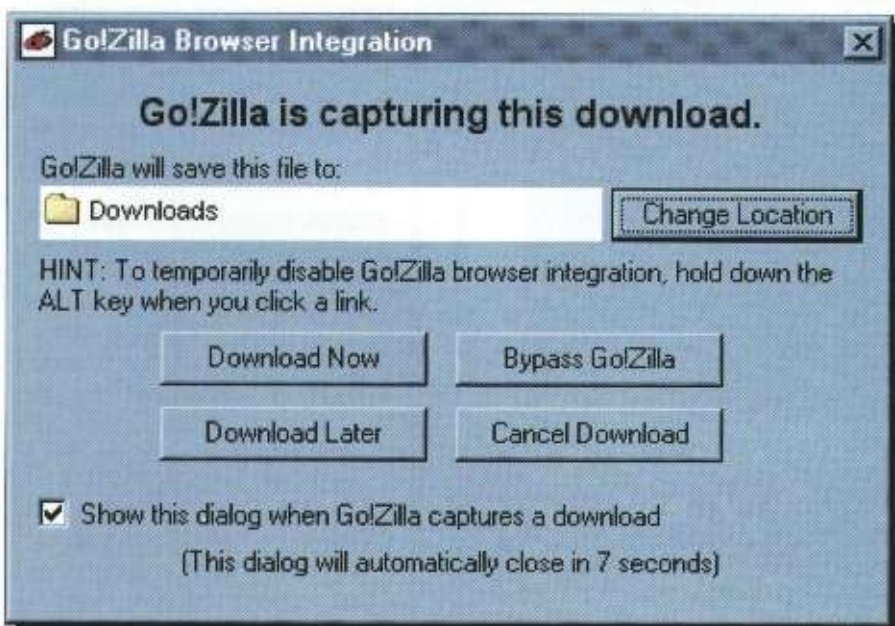 Go!Zilla Browser Integration
Go!Zilla is capturing this download.
Go!Zilla will save this file to:
Downloads
Change Location
HINT: To temporarily disable Go!Zilla browser integration, hold down the
ALT key when you click a link.
Download Now
Bypass Go!Zilla
Download Later
Cancel Download
Show this dialog when Go!Zilla captures a download
(This dialog will automatically close in 7 seconds)